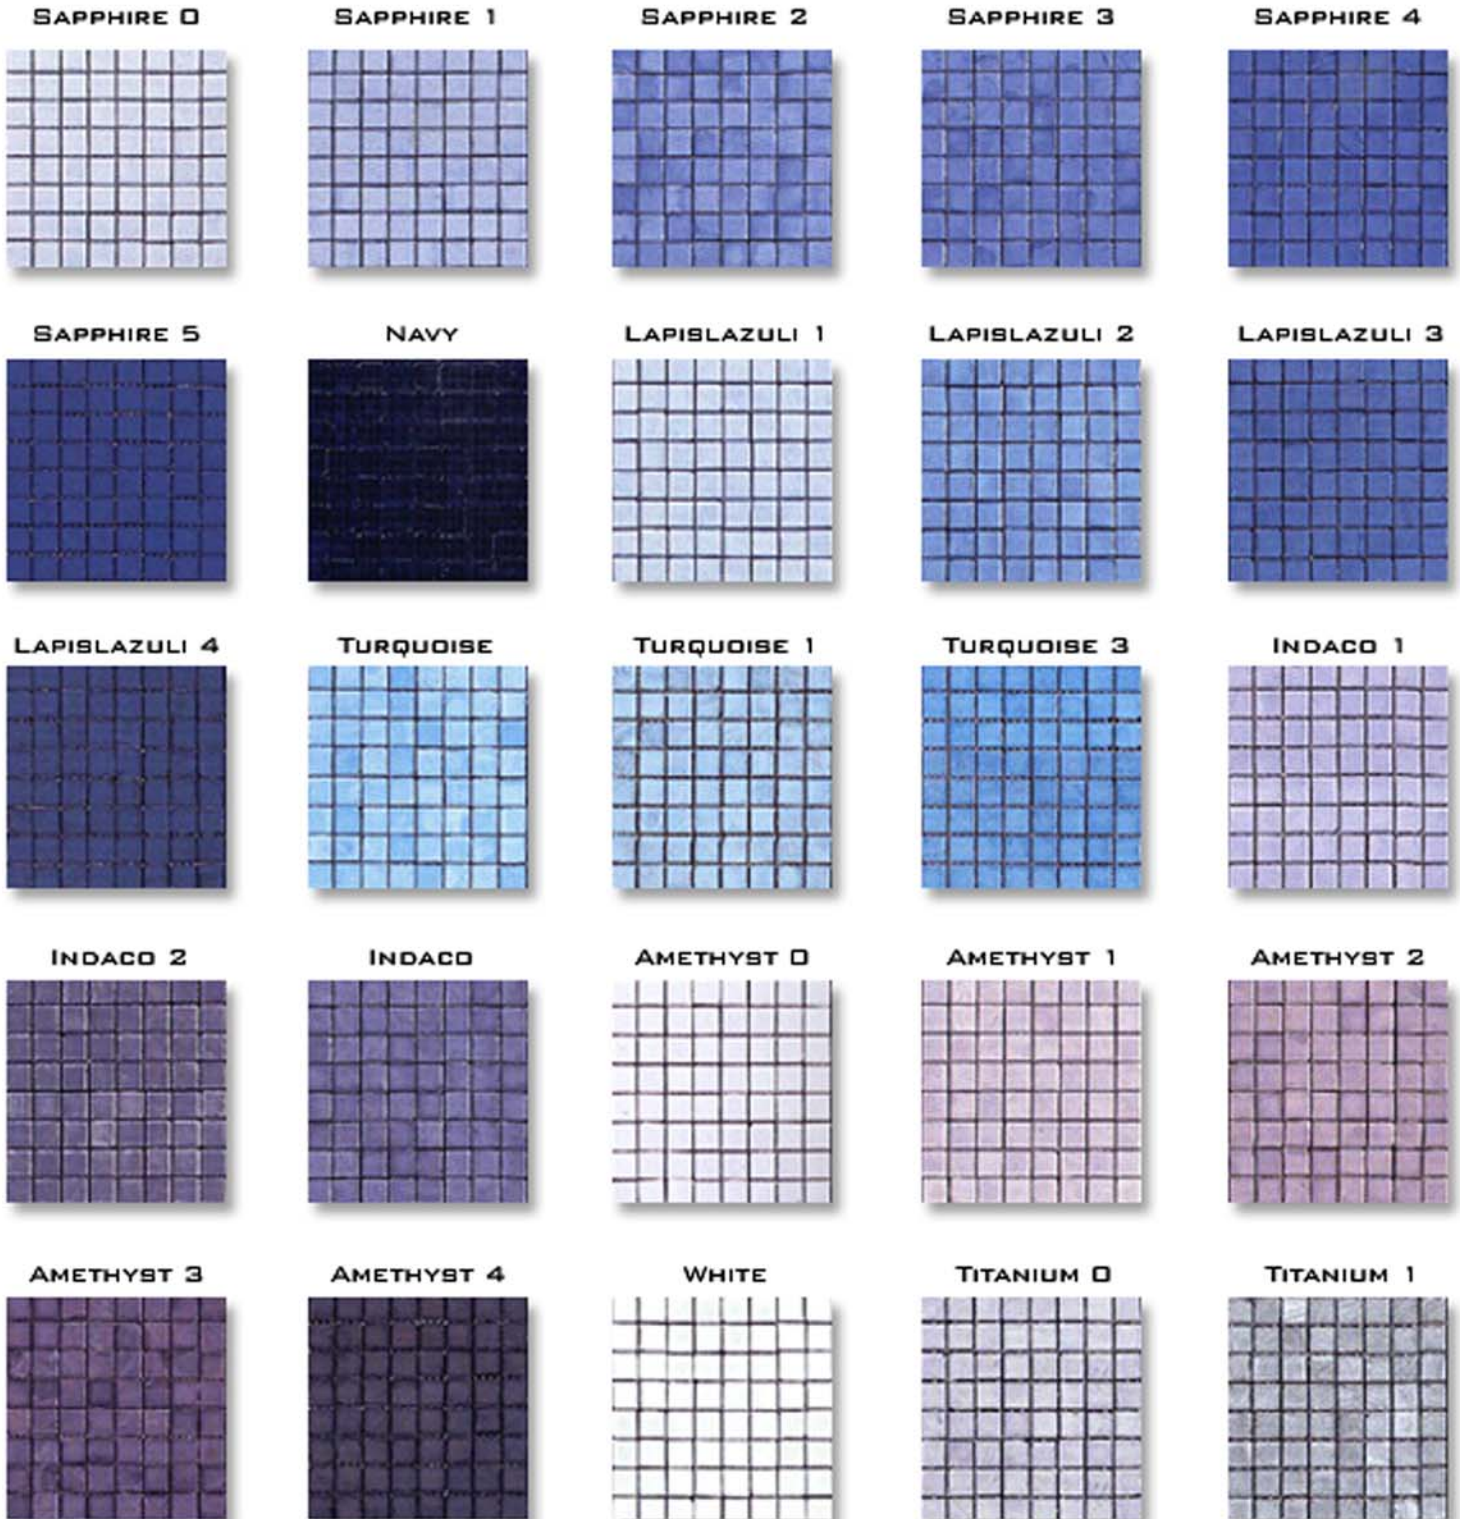 SAPPHIRE 0
SAPPHIRE 1
SAPPHIRE 2
SAPPHIRE 3
SAPPHIRE 4
SAPPHIRE 5
NAVY
LAPISLAZULI 1
LAPISLAZULI 2
LAPISLAZULI 3
LAPISLAZULI 4
TURQUOISE
TURQUOISE 1
TURQUOISE 3
INDACO 1
INDACO 2
INDACO
AMETHYST 0
AMETHYST 1
AMETHYST 2
AMETHYST 3
AMETHYST 4
WHITE
TITANIUM 0
TITANIUM 1